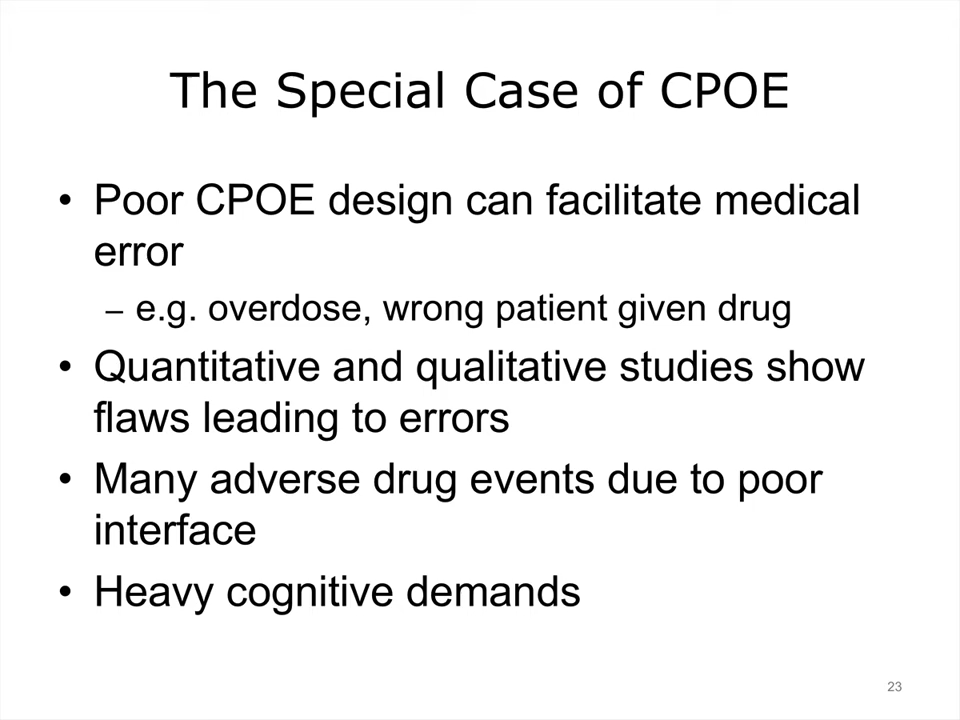 The Special Case of CPOE
• Poor CPOE design can facilitate medical
error
– e.g. overdose, wrong patient given drug
• Quantitative and qualitative studies show
flaws leading to errors
• Many adverse drug events due to poor
interface
• Heavy cognitive demands
23